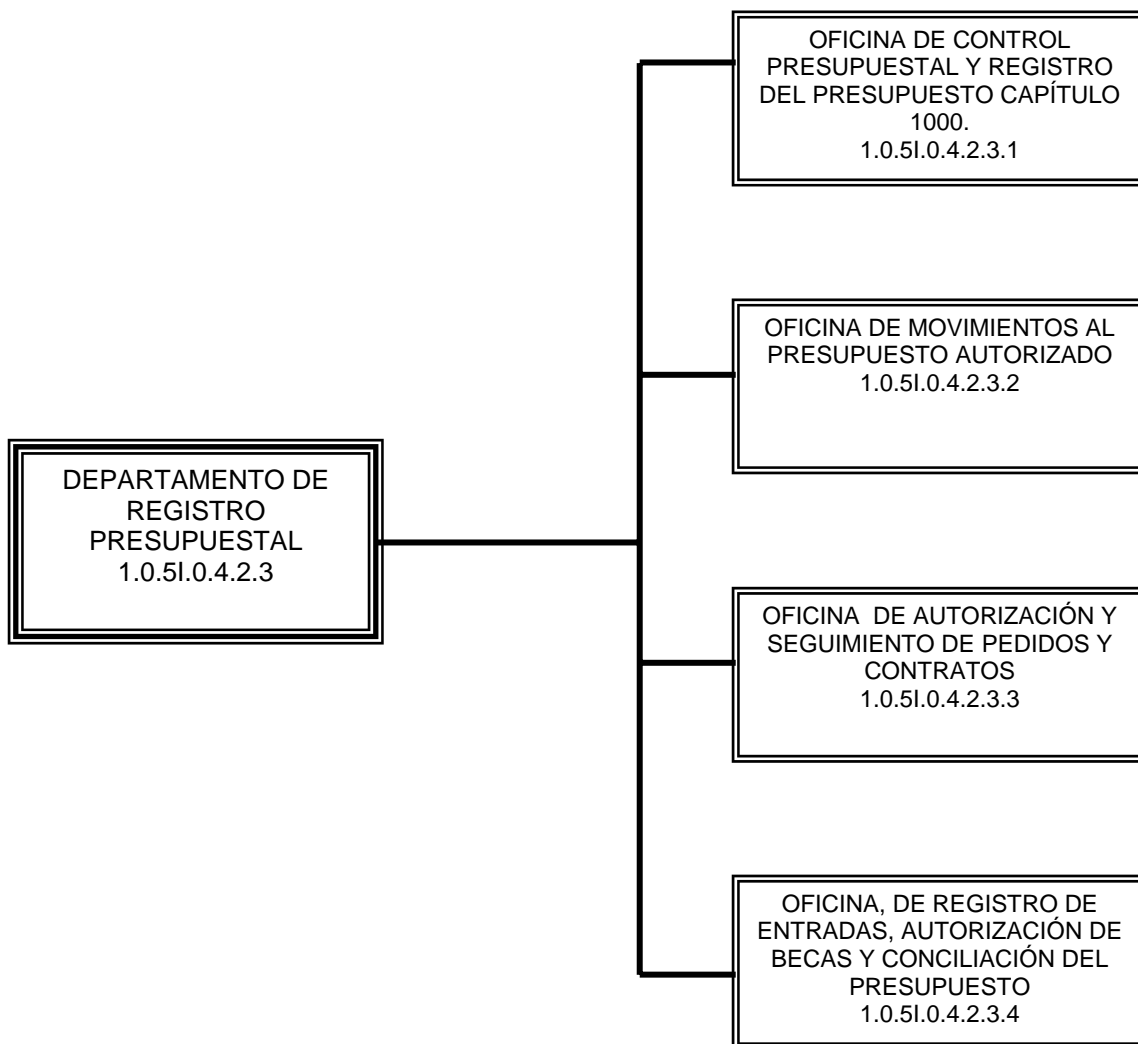 OFICINA DE CONTROL
PRESUPUESTAL Y REGISTRO
DEL PRESUPUESTO CAPÍTULO
1000.
1.0.5I.0.4.2.3.1
OFICINA DE MOVIMIENTOS AL
PRESUPUESTO AUTORIZADO
1.0.5I.0.4.2.3.2
DEPARTAMENTO DE
REGISTRO
PRESUPUESTAL
1.0.5I.0.4.2.3
OFICINA  DE AUTORIZACIÓN Y
SEGUIMIENTO DE PEDIDOS Y
CONTRATOS
1.0.5I.0.4.2.3.3
OFICINA, DE REGISTRO DE
ENTRADAS, AUTORIZACIÓN DE
BECAS Y CONCILIACIÓN DEL
PRESUPUESTO
1.0.5I.0.4.2.3.4